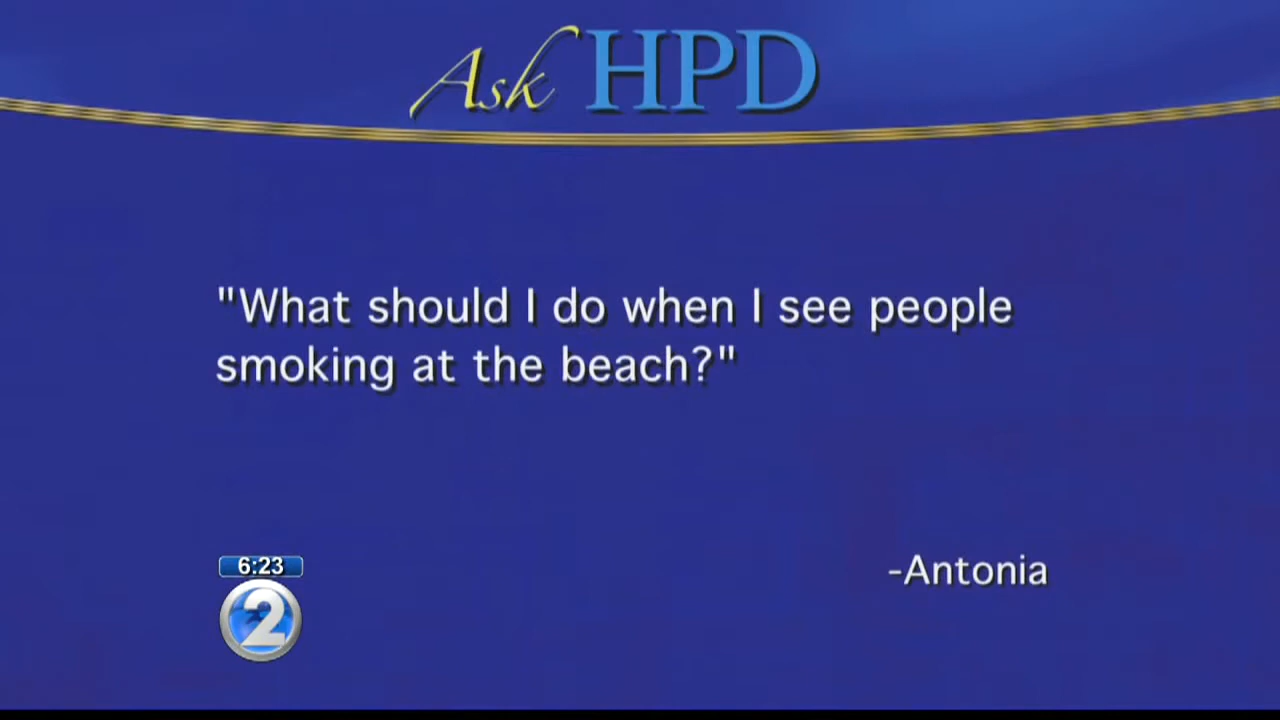 Ask HPD
"What should I do when I see people
smoking at the beach?"
-Antonia
6:23
2